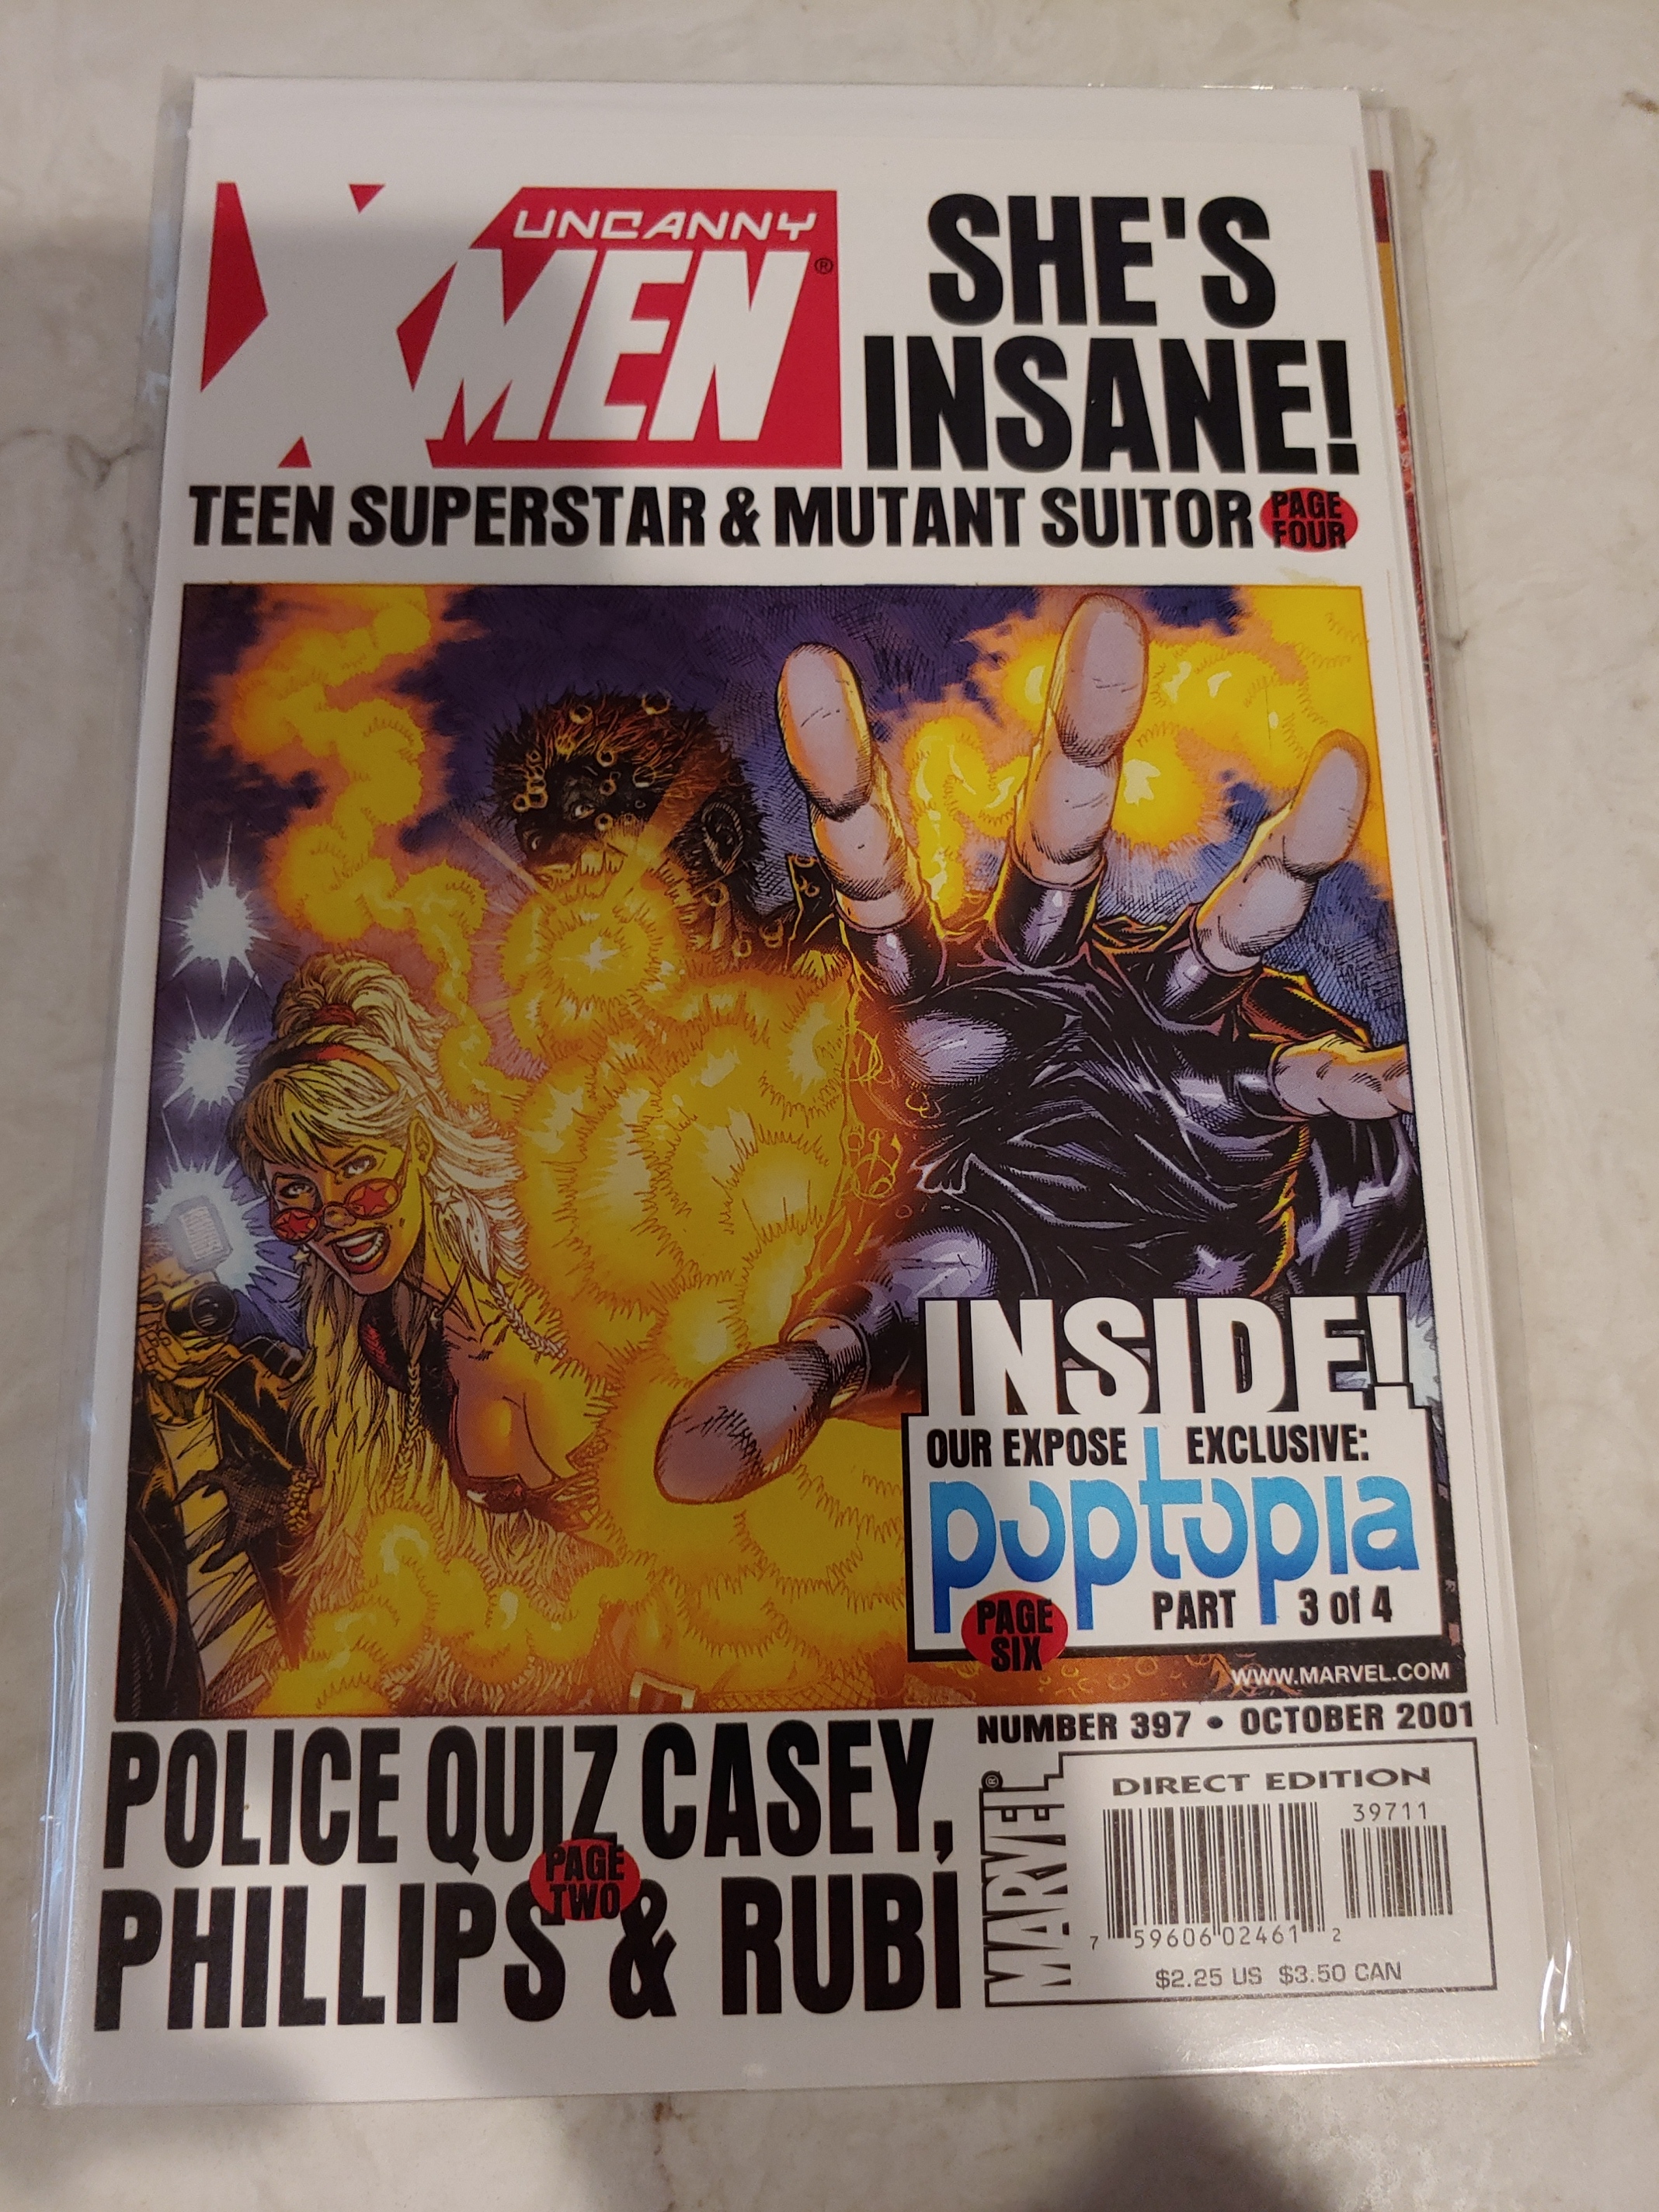 UNCANNY
X-MEN®
SHE'S
INSANE!
TEEN SUPERSTAR & MUTANT SUITOR
PAGE
FOUR
INSIDE!
OUR EXPOSE EXCLUSIVE:
poptopia
PAGE
SIX
PART 3 of 4
WWW.MARVEL.COM
NUMBER 397 • OCTOBER 2001
POLICE QUIZ CASEY,
PAGE
TWO
PHILLIPS & RUBÍ
MARVEL®
DIRECT EDITION
39711
7 59606 02461 2
$2.25 US $3.50 CAN